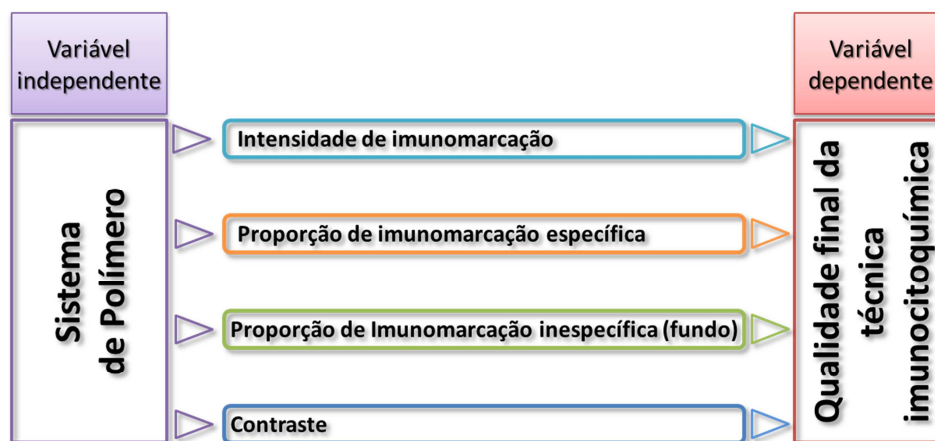 Variável
independente
Variável
dependente
Sistema
de Polímero
Intensidade de imunomarcação
Proporção de imunomarcação específica
Proporção de Imunomarcação inespecífica (fundo)
Contraste
Qualidade final da
técnica
imunocitoquímica